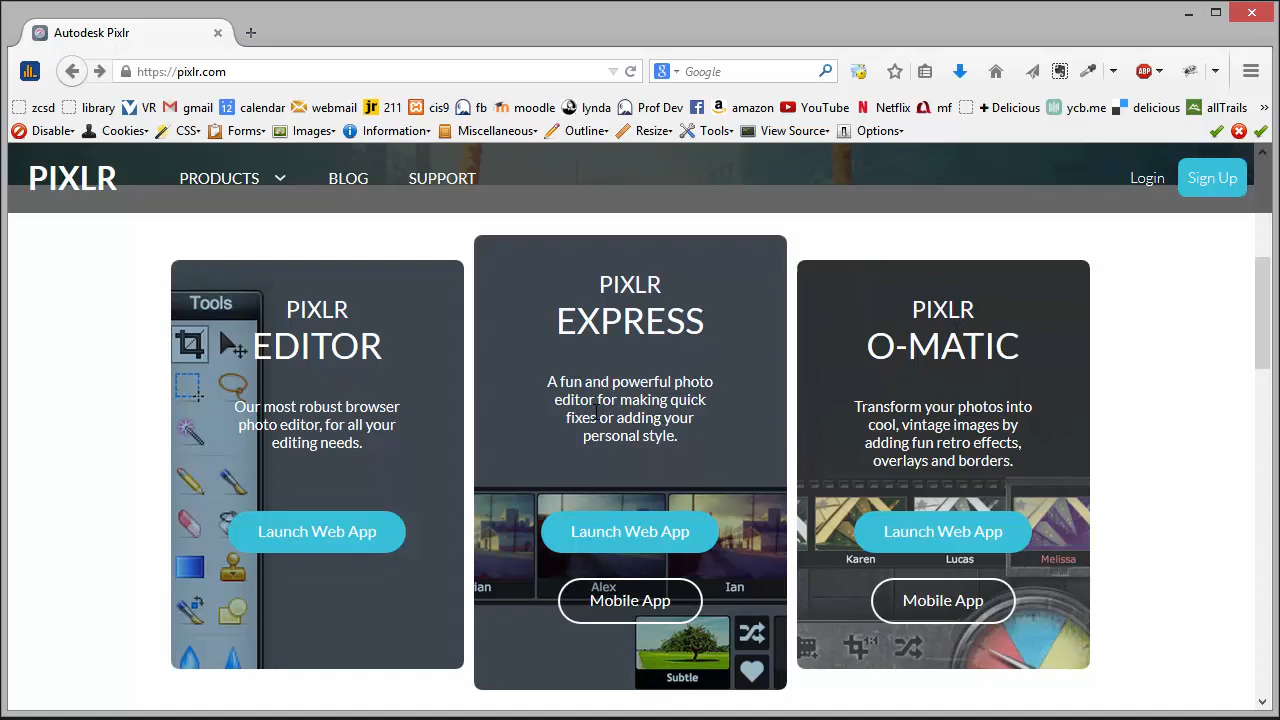 Autodesk Pixlr
https://pixlr.com
Google
zcsd library VR gmail calendar webmail 211 cis9 fb moodle lynda Prof Dev amazon YouTube Netflix mf Delicious ycb.me delicious allTrails
Disable Cookies CSS Forms Images Information Miscellaneous Outline Resize Tools View source Options
PIXLR PRODUCTS BLOG SUPPORT Login Sign Up
Tools
PIXLR
EDITOR
Our most robust browser
photo editor, for all your
editing needs.
Launch Web App
PIXLR
EXPRESS
A fun and powerful photo
editor for making quick
fixes or adding your
personal style.
Launch Web App
Alex Ian
Mobile App
Subtle
PIXLR
O-MATIC
Transform your photos into
cool, vintage images by
adding fun retro effects,
overlays and borders.
Launch Web App
Karen Lucas Melissa
Mobile App